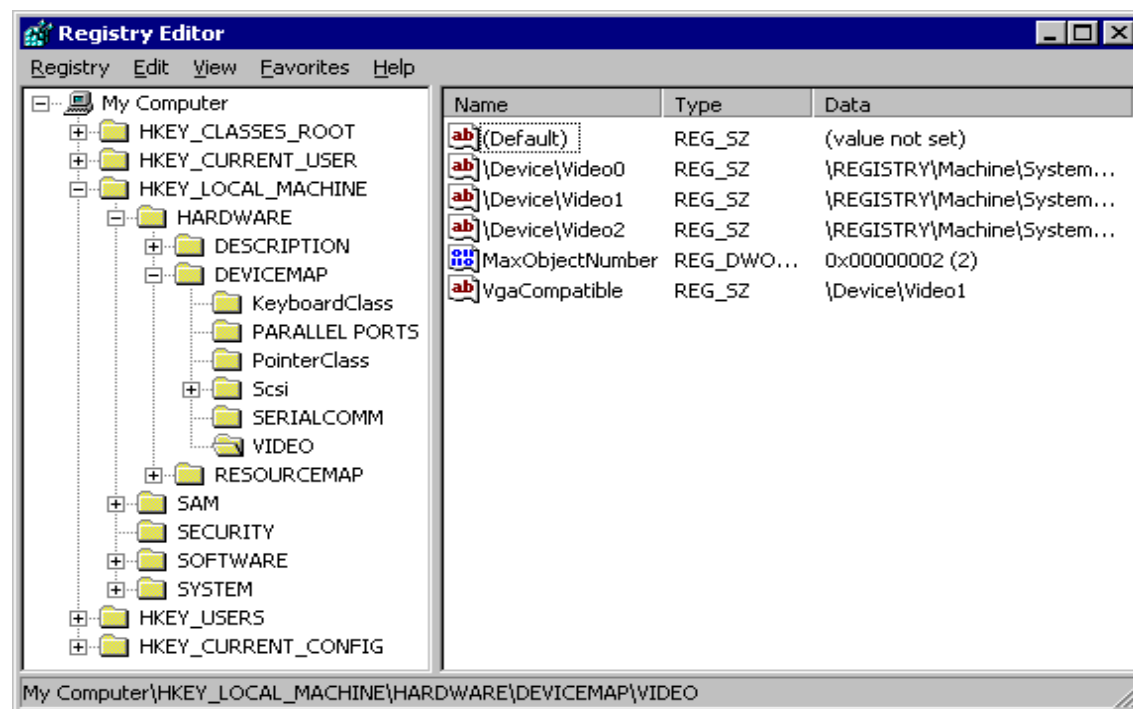 Registry Editor
Registry Edit View Favorites Help
My Computer
HKEY_CLASSES_ROOT
HKEY_CURRENT_USER
HKEY_LOCAL_MACHINE
HARDWARE
DESCRIPTION
DEVICEMAP
KeyboardClass
PARALLEL PORTS
PointerClass
Scsi
SERIALCOMM
VIDEO
RESOURCEMAP
SAM
SECURITY
SOFTWARE
SYSTEM
HKEY_USERS
HKEY_CURRENT_CONFIG
Name Type Data
(Default) REG_SZ (value not set)
\Device\Video0 REG_SZ \REGISTRY\Machine\System...
\Device\Video1 REG_SZ \REGISTRY\Machine\System...
\Device\Video2 REG_SZ \REGISTRY\Machine\System...
MaxObjectNumber REG_DWO... 0x00000002 (2)
VgaCompatible REG_SZ \Device\Video1
My Computer\HKEY_LOCAL_MACHINE\HARDWARE\DEVICEMAP\VIDEO